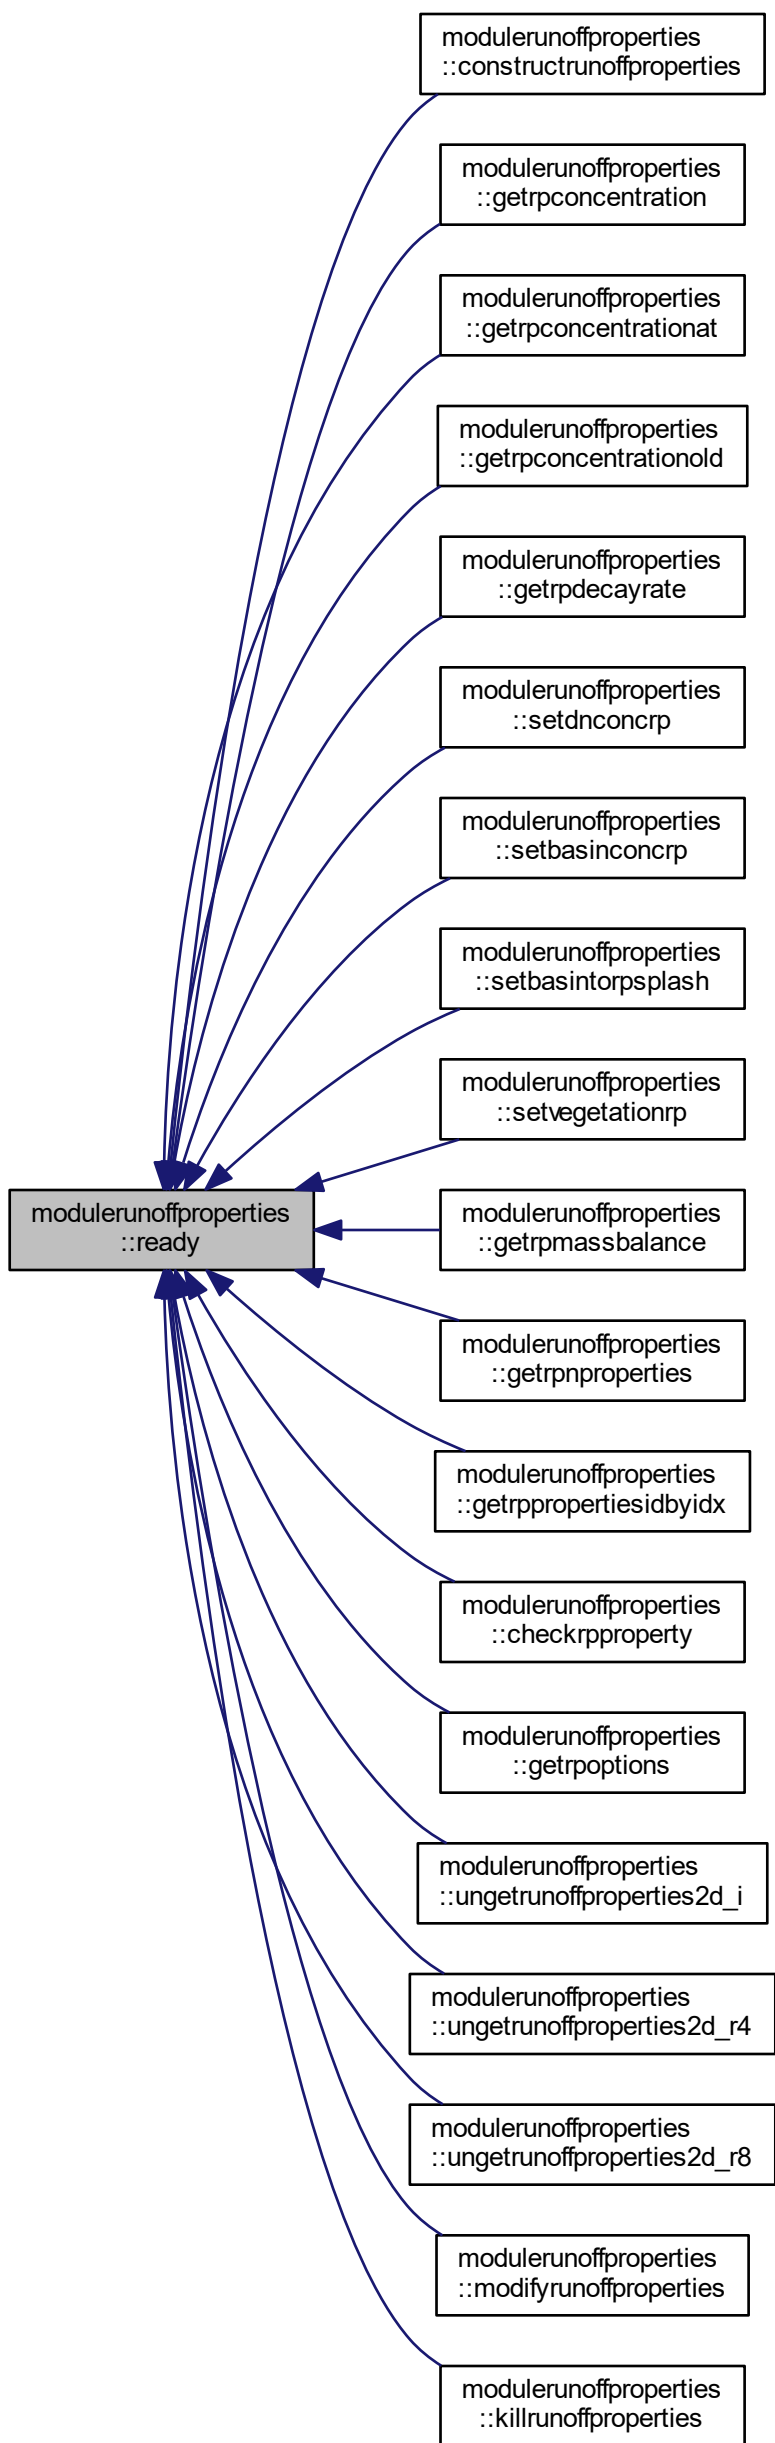 modulerunoffproperties
::constructrunoffproperties
modulerunoffproperties
::getrpconcentration
modulerunoffproperties
::getrpconcentrationat
modulerunoffproperties
::getrpconcentrationold
modulerunoffproperties
::getrpdecayrate
modulerunoffproperties
::setdnconcrp
modulerunoffproperties
::setbasinconcrp
modulerunoffproperties
::setbasintorpsplash
modulerunoffproperties
::setvegetationrp
modulerunoffproperties
::ready
modulerunoffproperties
::getrpmassbalance
modulerunoffproperties
::getrpnproperties
modulerunoffproperties
::getrppropertiesidbyidx
modulerunoffproperties
::checkrpproperty
modulerunoffproperties
::getrpoptions
modulerunoffproperties
::ungetrunoffproperties2d_i
modulerunoffproperties
::ungetrunoffproperties2d_r4
modulerunoffproperties
::ungetrunoffproperties2d_r8
modulerunoffproperties
::modifyrunoffproperties
modulerunoffproperties
::killrunoffproperties